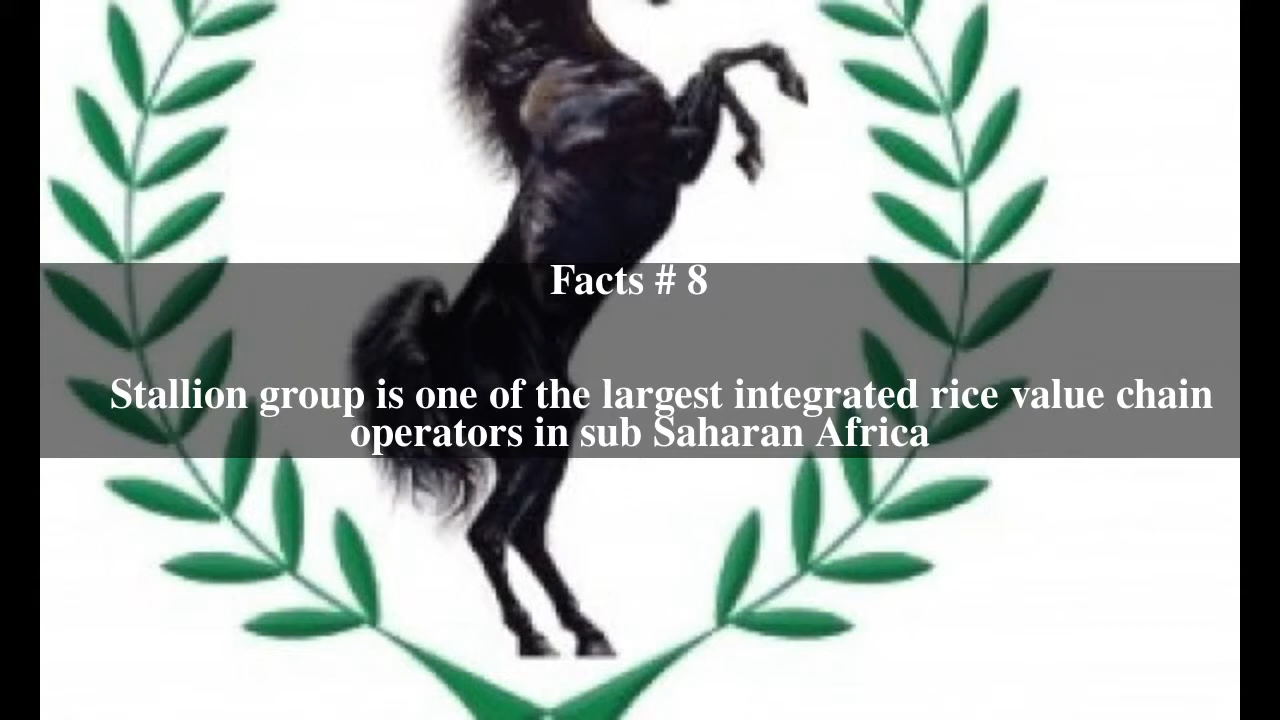 Facts # 8
Stallion group is one of the largest integrated rice value chain
operators in sub Saharan Africa